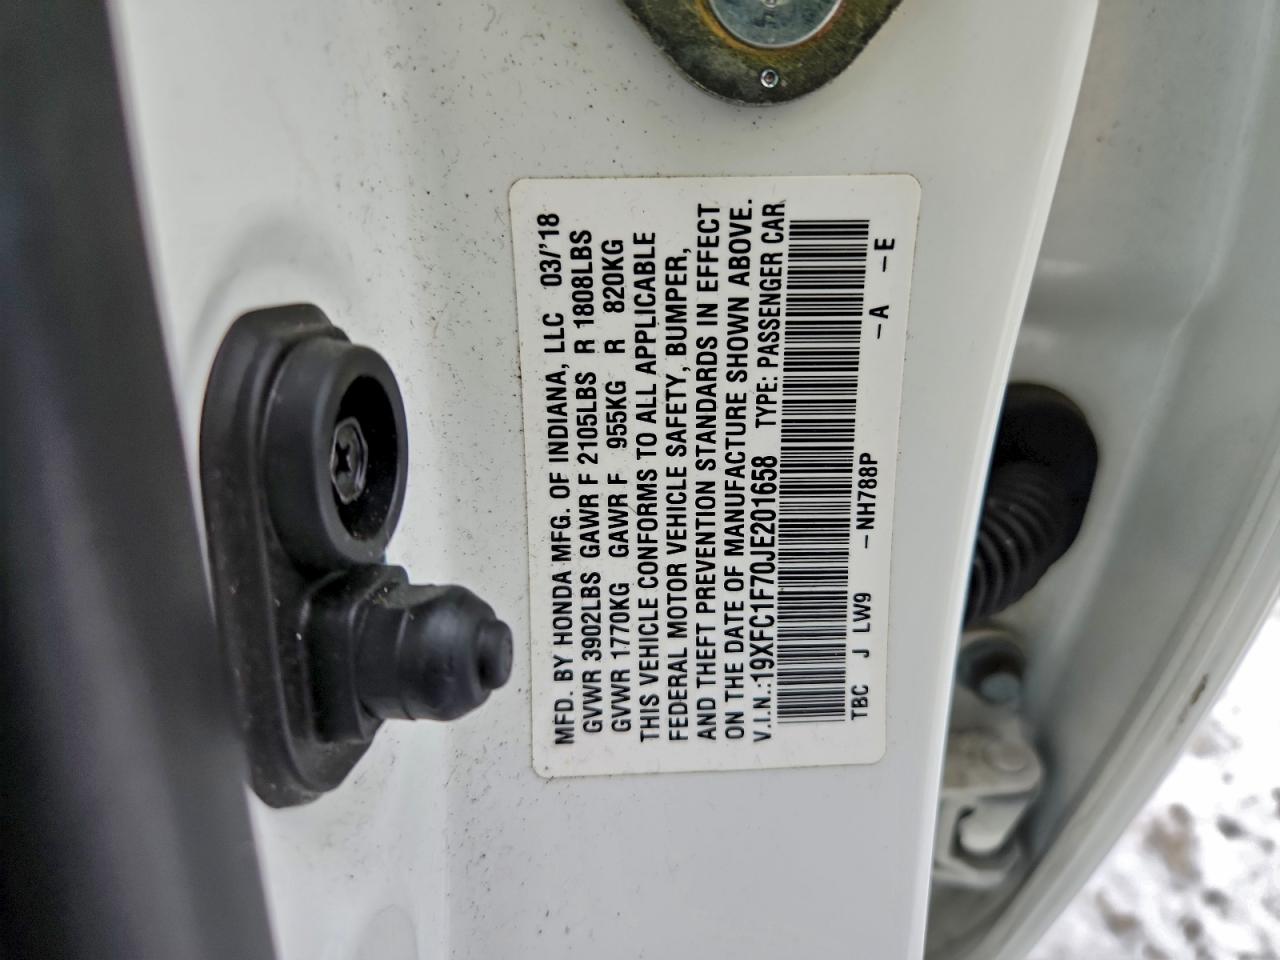 MFD. BY HONDA MFG. OF INDIANA, LLC 03/'18
GVWR 3902LBS GAWR F 2105LBS R 1808LBS
GVWR 1770KG GAWR F 955KG R 820KG
THIS VEHICLE CONFORMS TO ALL APPLICABLE
FEDERAL MOTOR VEHICLE SAFETY, BUMPER,
AND THEFT PREVENTION STANDARDS IN EFFECT
ON THE DATE OF MANUFACTURE SHOWN ABOVE.
V.I.N.:19XFC1F70JE201658 TYPE: PASSENGER CAR
TBC J LW9 -NH788P -A -E